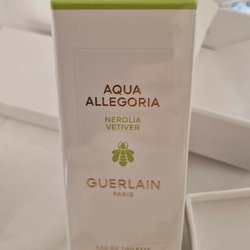 AQUA
ALLEGORIA
NEROLIA
VETIVER
GUERLAIN
PARIS
EAU DE TOILETTE